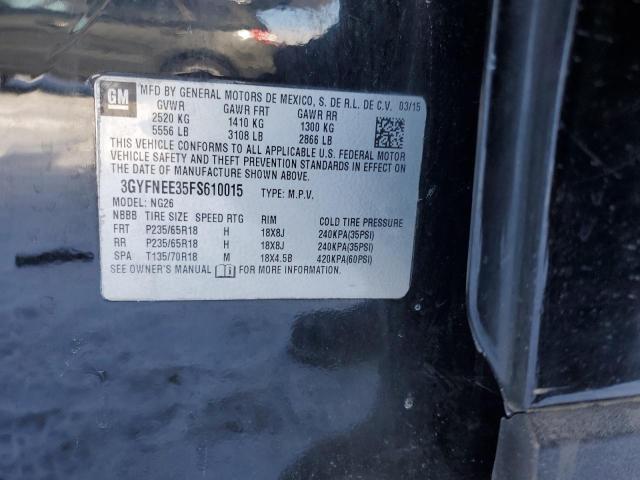 GM
MFD BY GENERAL MOTORS DE MEXICO, S. DE R.L. DE C.V. 03/15
GVWR GAWR FRT GAWR RR
2520 KG 1410 KG 1300 KG
5556 LB 3108 LB 2866 LB
THIS VEHICLE CONFORMS TO ALL APPLICABLE U.S. FEDERAL MOTOR
VEHICLE SAFETY AND THEFT PREVENTION STANDARDS IN EFFECT ON
THE DATE OF MANUFACTURE SHOWN ABOVE.
3GYFNEE35FS610015 TYPE: M.P.V.
MODEL: NG26
NBBB TIRE SIZE SPEED RTG RIM COLD TIRE PRESSURE
FRT P235/65R18 H 18X8J 240KPA(35PSI)
RR P235/65R18 H 18X8J 240KPA(35PSI)
SPA T135/70R18 M 18X4.5B 420KPA(60PSI)
SEE OWNER'S MANUAL FOR MORE INFORMATION.